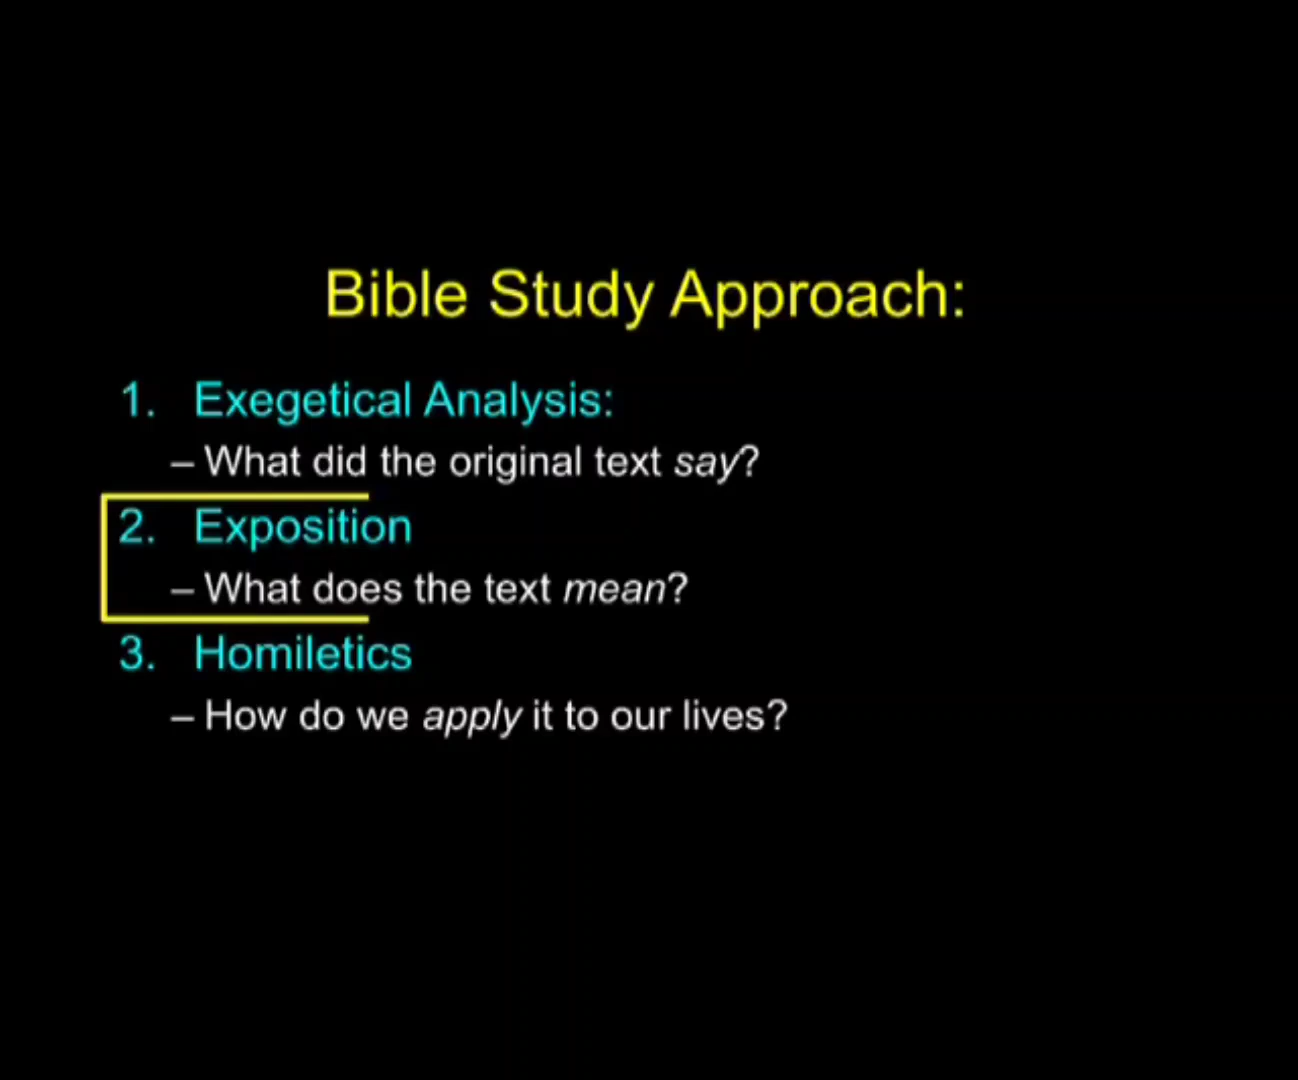 Bible Study Approach:
1. Exegetical Analysis:
– What did the original text say?
2. Exposition
– What does the text mean?
3. Homiletics
– How do we apply it to our lives?